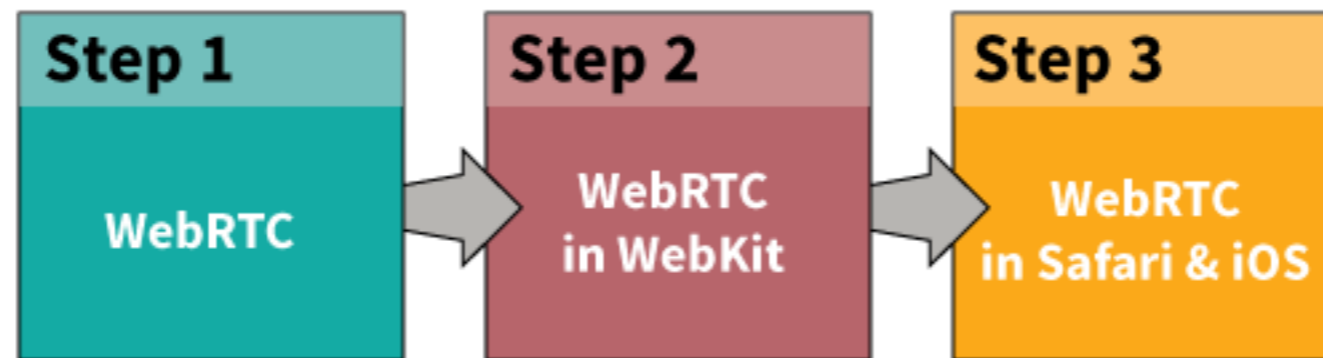 Step 1
WebRTC
Step 2
WebRTC
in WebKit
Step 3
WebRTC
in Safari & iOS